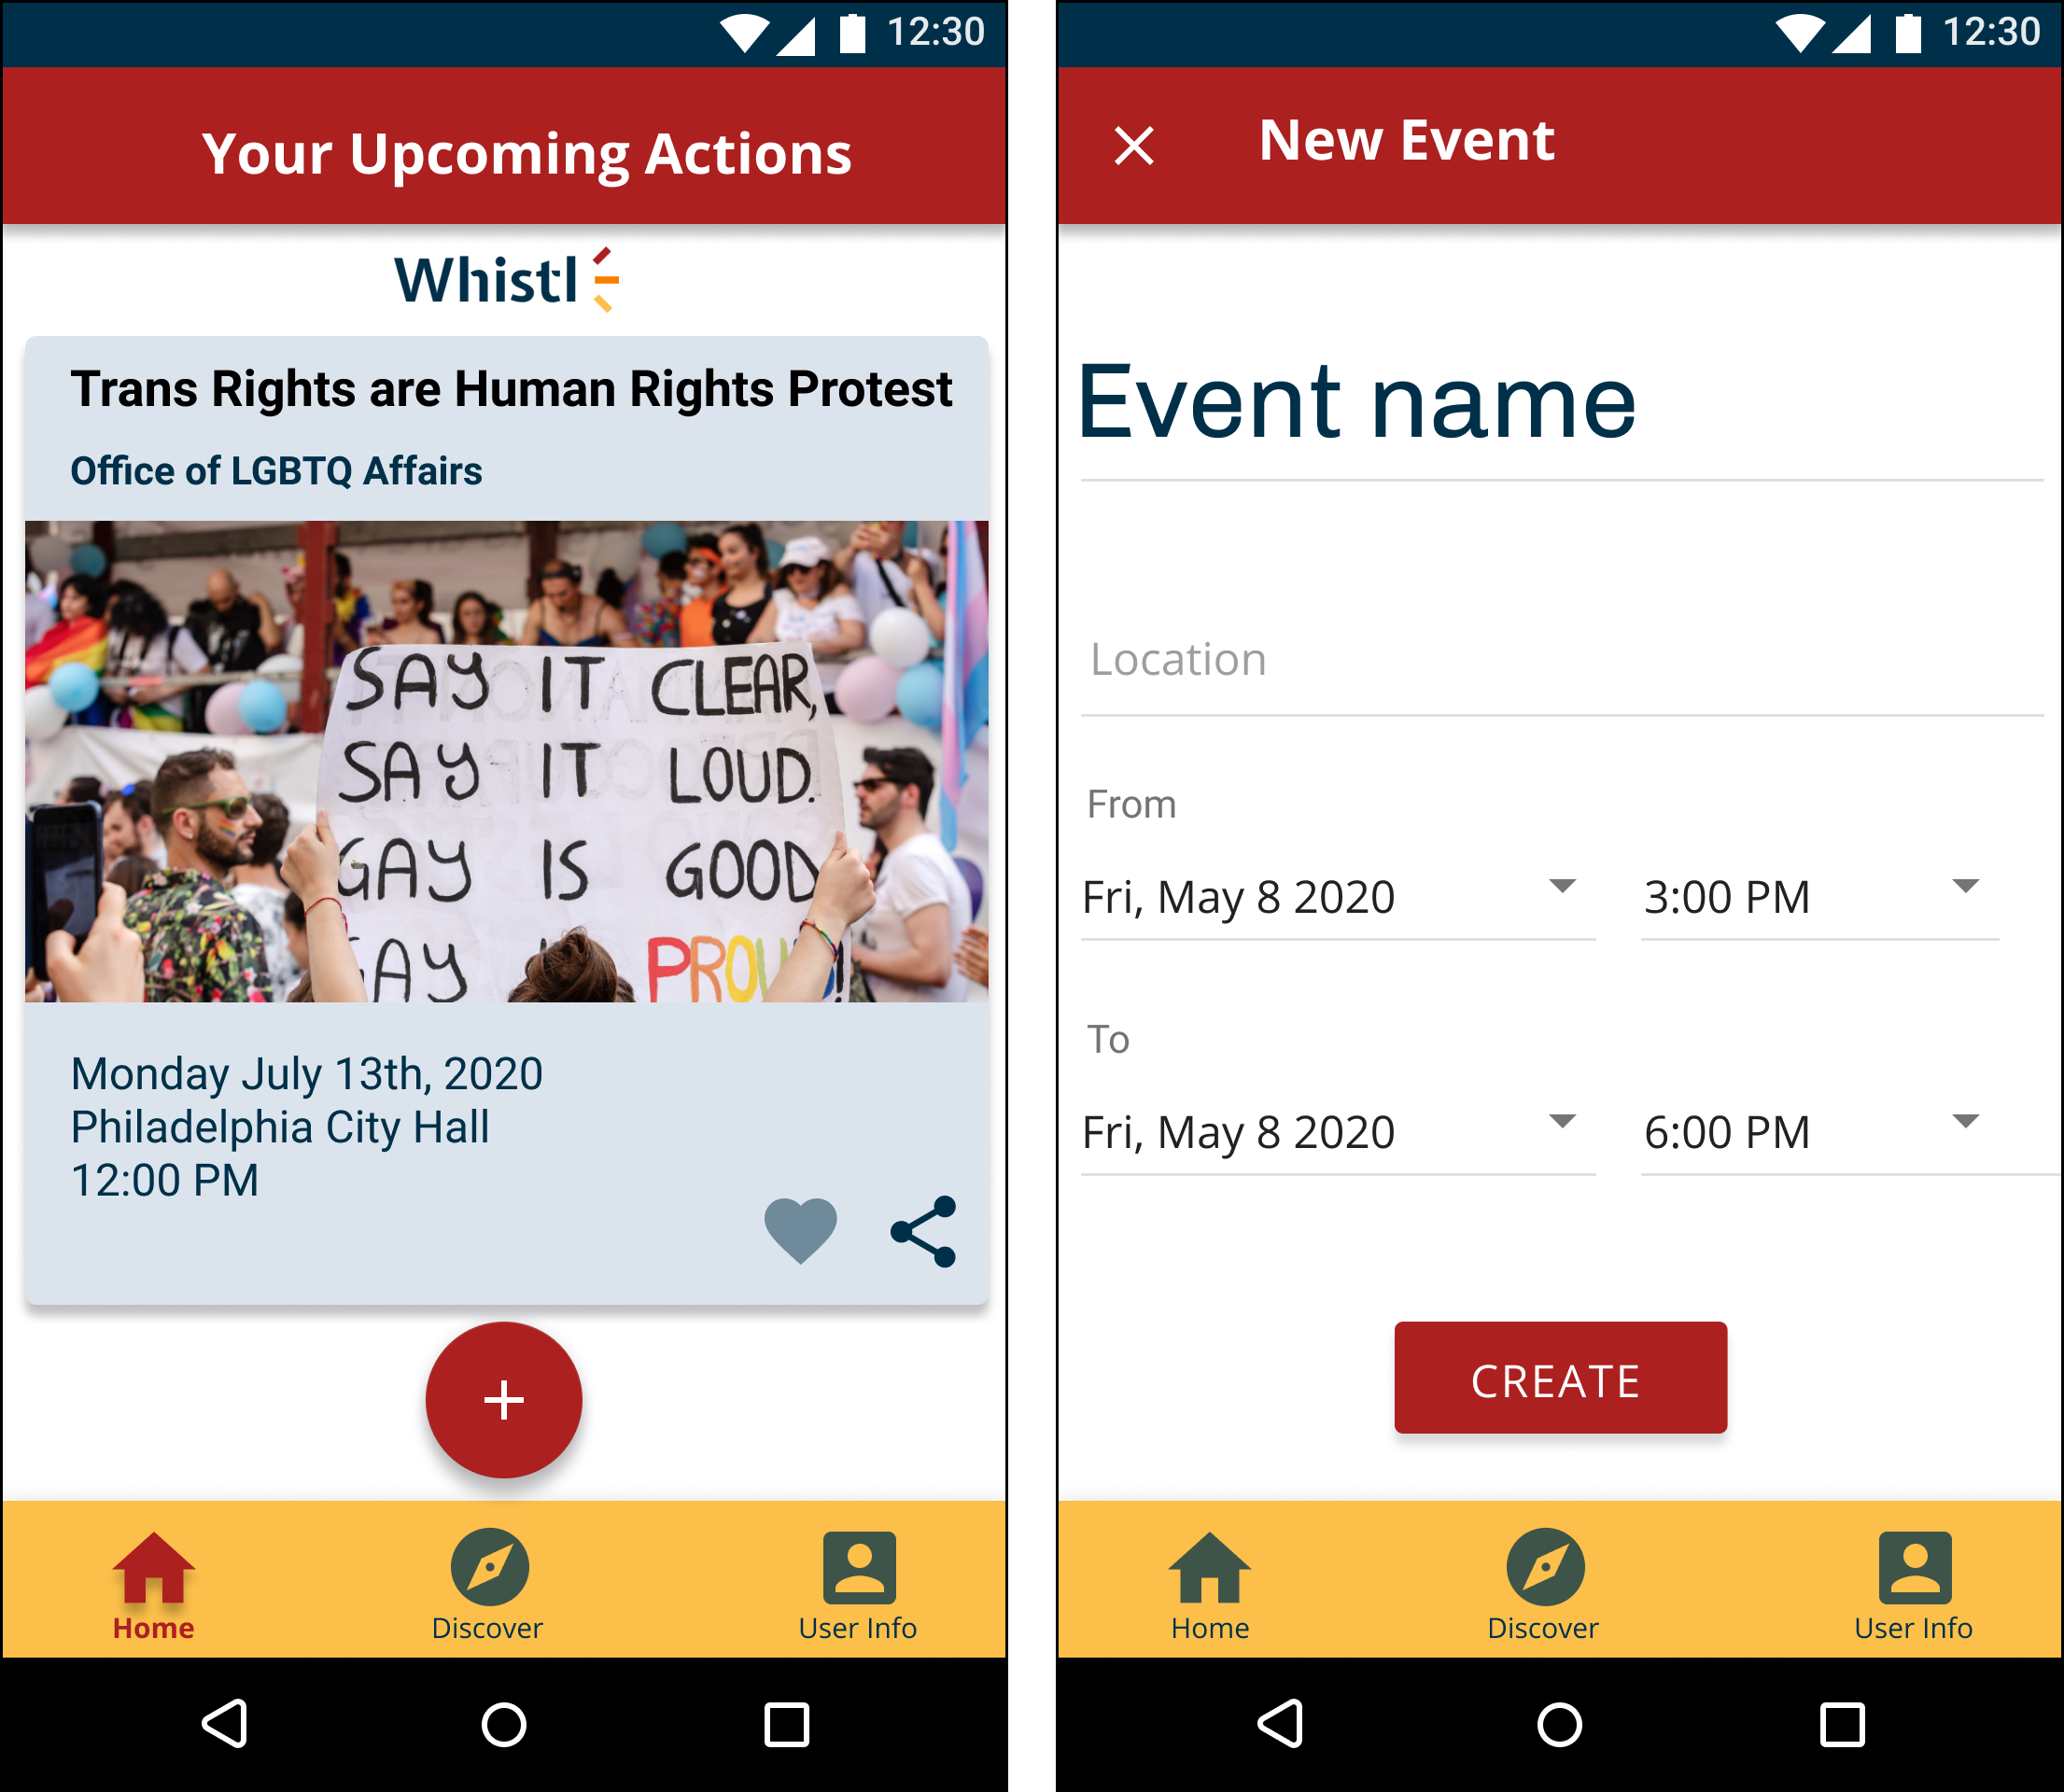 12:30
Your Upcoming Actions
Whistl
Trans Rights are Human Rights Protest
Office of LGBTQ Affairs
SAY IT CLEAR,
SAY IT LOUD.
GAY IS GOOD
GAY PROUD!
Monday July 13th, 2020
Philadelphia City Hall
12:00 PM
Home
Discover
User Info
12:30
New Event
Event name
Location
From
Fri, May 8 2020
3:00 PM
To
Fri, May 8 2020
6:00 PM
CREATE
Home
Discover
User Info